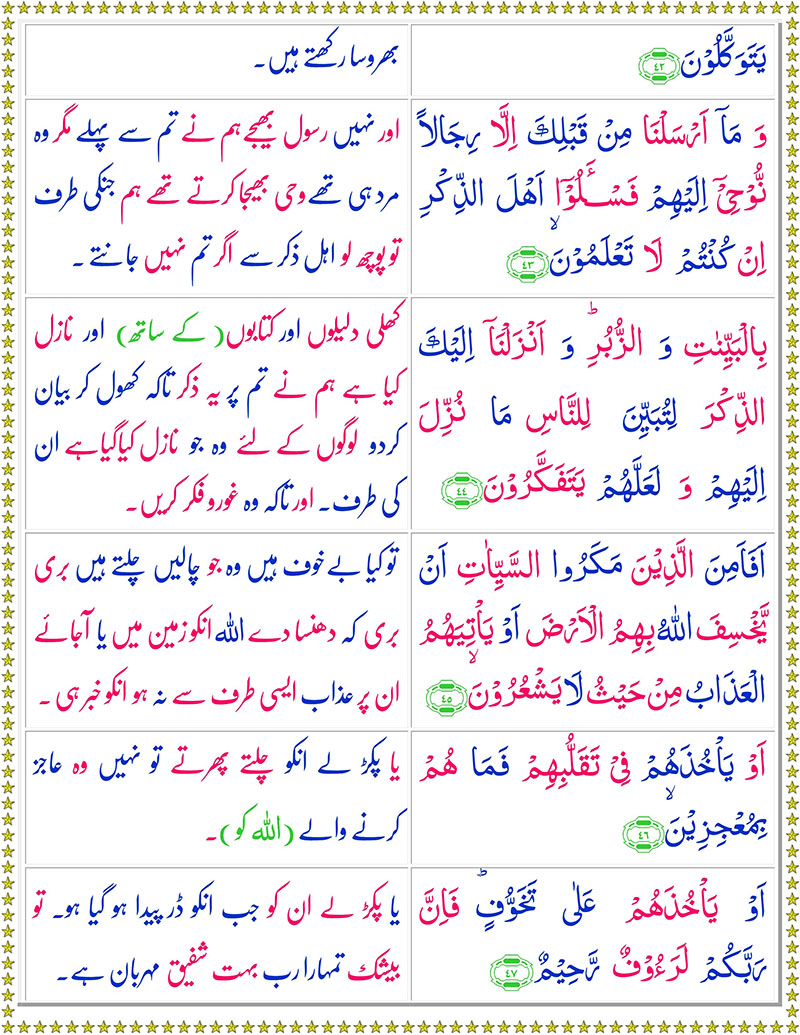 یَتَوَكَّلُوْنَ ﴿۴۲﴾
بھروسا رکھتے ہیں۔
وَ مَاۤ اَرْسَلْنَا مِنْ قَبْلِكَ اِلَّا رِجَالًا
نُّوْحِیْۤ اِلَیْهِمْ فَسْـَٔلُوْۤا اَهْلَ الذِّكْرِ
اِنْ كُنْتُمْ لَا تَعْلَمُوْنَۙ ﴿۴۳﴾
اور نہیں رسول بھیجے ہم نے تم سے پہلے مگر وہ
مرد ہی تھے وحی بھیجا کرتے تھے ہم جنکی طرف
تو پوچھ لو اہل ذکر سے اگر تم نہیں جانتے ۔
بِالْبَیِّنٰتِ وَ الزُّبُرِؕ وَ اَنْزَلْنَاۤ اِلَیْكَ
الذِّكْرَ لِتُبَیِّنَ لِلنَّاسِ مَا نُزِّلَ
اِلَیْهِمْ وَ لَعَلَّهُمْ یَتَفَكَّرُوْنَ ﴿۴۴﴾
کھلی دلیلوں اور کتابوں( کے ساتھ) اور نازل
کیا ہے ہم نے تم پر یہ ذکر تاکہ کھول کر بیان
کردو لوگوں کے لئے وہ جو نازل کیا گیا ہے ان
کی طرف۔ اور تاکہ وہ غور و فکر کریں۔
اَفَاَمِنَ الَّذِیْنَ مَكَرُوا السَّیِّاٰتِ اَنْ
یَّخْسِفَ اللّٰهُ بِهِمُ الْاَرْضَ اَوْ یَاْتِیَهُمُ
الْعَذَابُ مِنْ حَیْثُ لَا یَشْعُرُوْنَۙ ﴿۴۵﴾
تو کیا بے خوف ہیں وہ جو چالیں چلتے ہیں بری
بری کہ دھنسا دے اللہ انکو زمین میں یا آجائے
ان پر عذاب ایسی طرف سے نہ ہو انکو خبر ہی ۔
اَوْ یَاْخُذَهُمْ فِیْ تَقَلُّبِهِمْ فَمَا هُمْ
بِمُعْجِزِیْنَۙ ﴿۴۶﴾
یا پکڑ لے انکو چلتے پھرتے تو نہیں وہ عاجز
کرنے والے (اللہ کو )۔
اَوْ یَاْخُذَهُمْ عَلٰی تَخَوُّفٍؕ فَاِنَّ
رَبَّكُمْ لَرَءُوْفٌ رَّحِیْمٌ ﴿۴۷﴾
یا پکڑ لے ان کو جب انکو ڈر پیدا ہو گیا ہو۔ تو
بیشک تمہارا رب بہت شفیق مہربان ہے۔